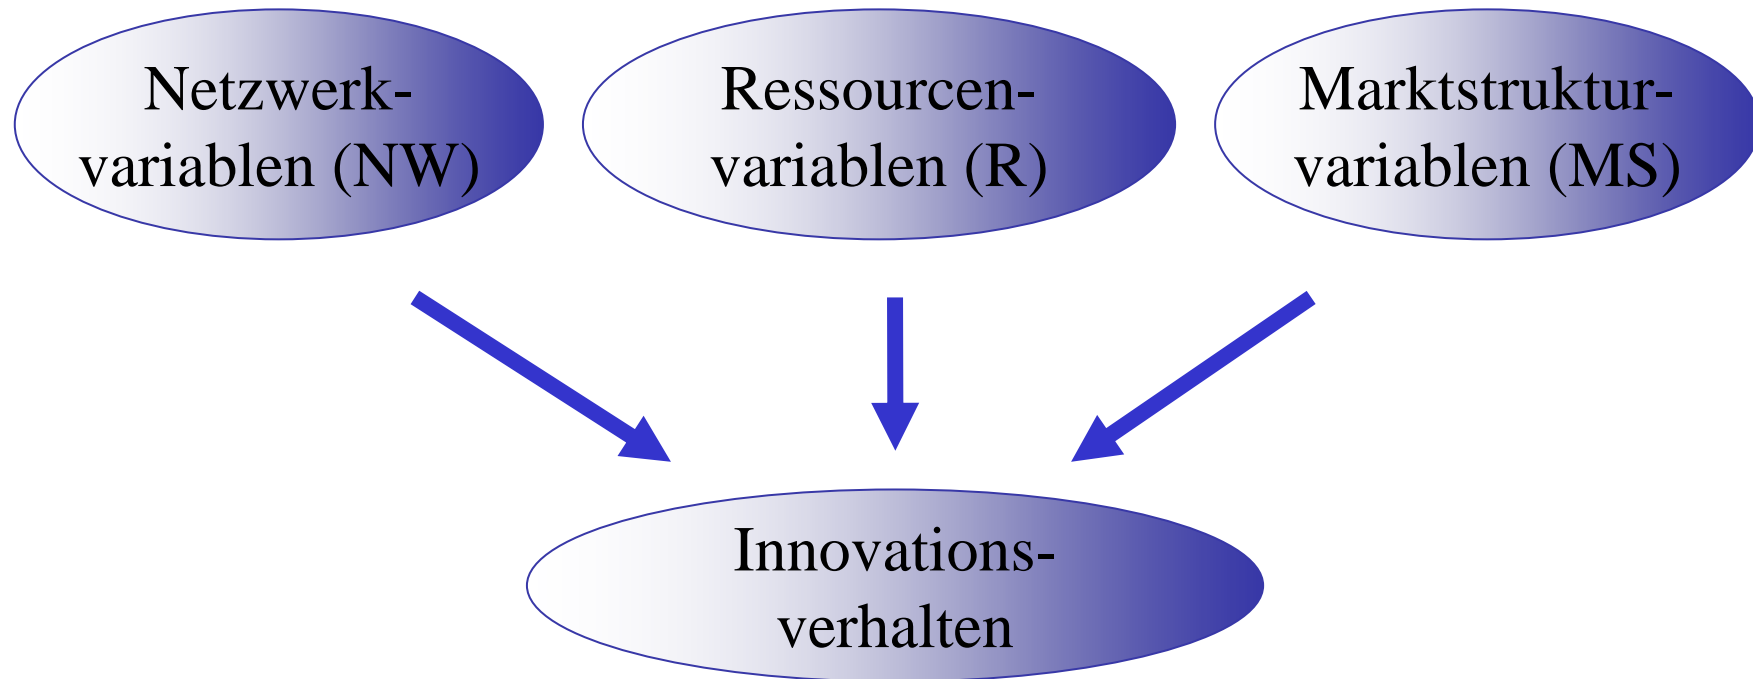 Netzwerk-
variablen (NW)
Ressourcen-
variablen (R)
Marktstruktur-
variablen (MS)
Innovations-
verhalten